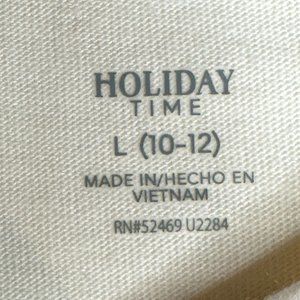 HOLIDAY
TIME
L (10-12)
MADE IN/HECHO EN
VIETNAM
RN#52469 U2284